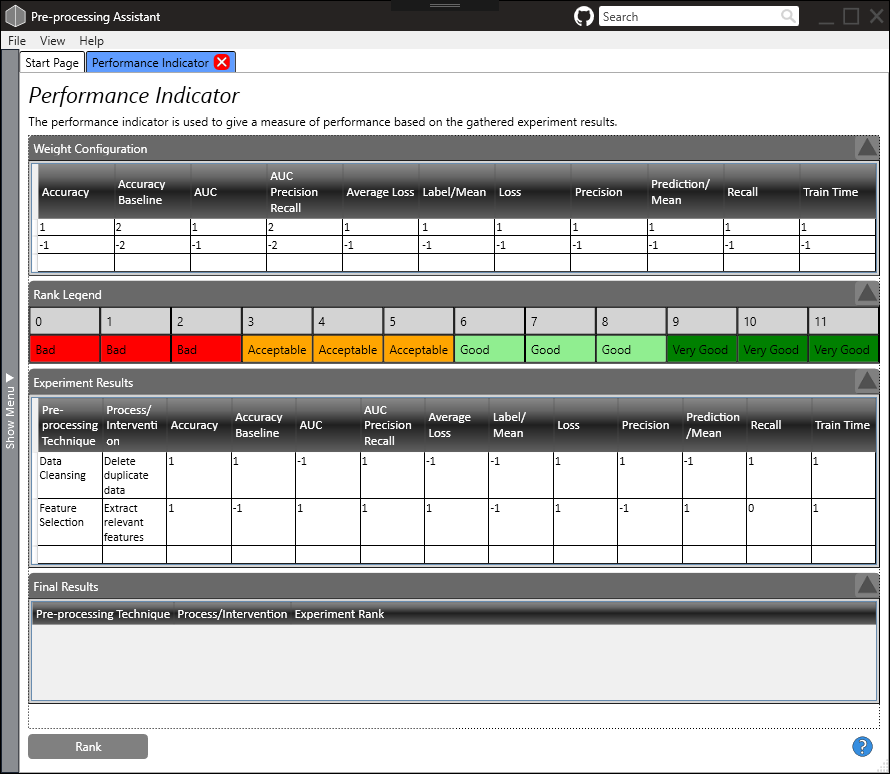 Pre-processing Assistant
Search
File View Help
Start Page Performance Indicator
Performance Indicator
The performance indicator is used to give a measure of performance based on the gathered experiment results.
Show Menu
Weight Configuration
Accuracy Accuracy Baseline AUC AUC Precision Recall Average Loss Label/Mean Loss Precision Prediction/Mean Recall Train Time
1 2 1 2 1 1 1 1 1 1 1
-1 -2 -1 -2 -1 -1 -1 -1 -1 -1 -1
Rank Legend
0 1 2 3 4 5 6 7 8 9 10 11
Bad Bad Bad Acceptable Acceptable Acceptable Good Good Good Very Good Very Good Very Good
Experiment Results
Pre-processing Technique Process/Intervention Accuracy Accuracy Baseline AUC AUC Precision Recall Average Loss Label/Mean Loss Precision Prediction/Mean Recall Train Time
Data Cleansing Delete duplicate data 1 1 -1 1 -1 -1 1 1 -1 1 1
Feature Selection Extract relevant features 1 -1 1 1 1 -1 1 -1 1 0 1
Final Results
Pre-processing Technique Process/Intervention Experiment Rank
Rank
?